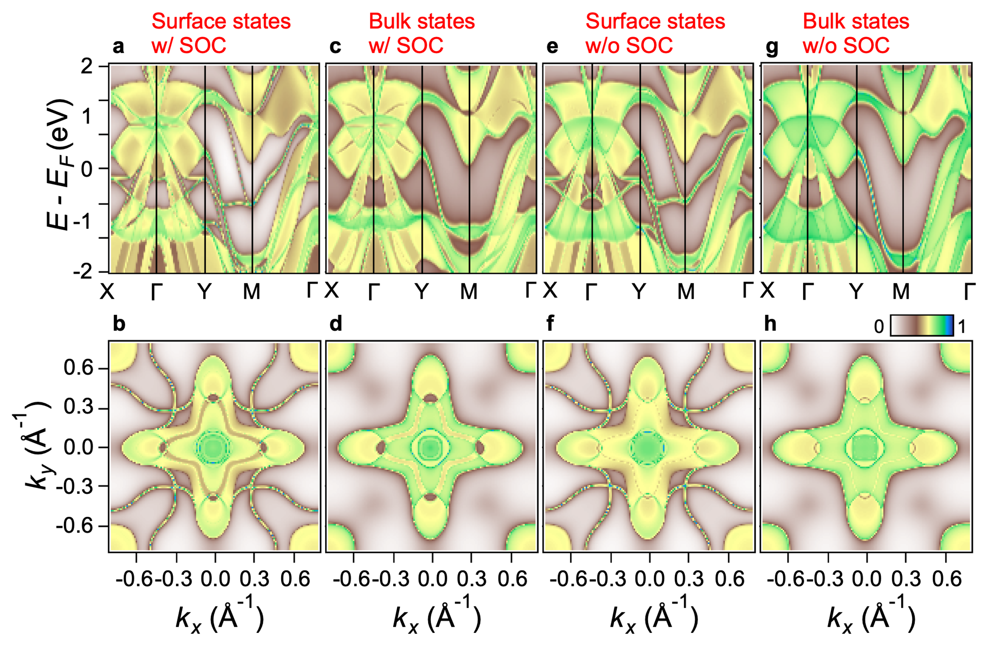 Surface states
w/ SOC
Bulk states
w/ SOC
Surface states
w/o SOC
Bulk states
w/o SOC
a
c
e
g
2
1
0
-1
-2
E - E_F (eV)
X Γ Y M Γ
X Γ Y M Γ
X Γ Y M Γ
X Γ Y M Γ
b
d
f
h
0 1
0.6
0.3
0.0
-0.3
-0.6
k_y (Å⁻¹)
-0.6 -0.3 0.0 0.3 0.6
-0.6 -0.3 0.0 0.3 0.6
-0.6 -0.3 0.0 0.3 0.6
-0.6 -0.3 0.0 0.3 0.6
k_x (Å⁻¹)
k_x (Å⁻¹)
k_x (Å⁻¹)
k_x (Å⁻¹)